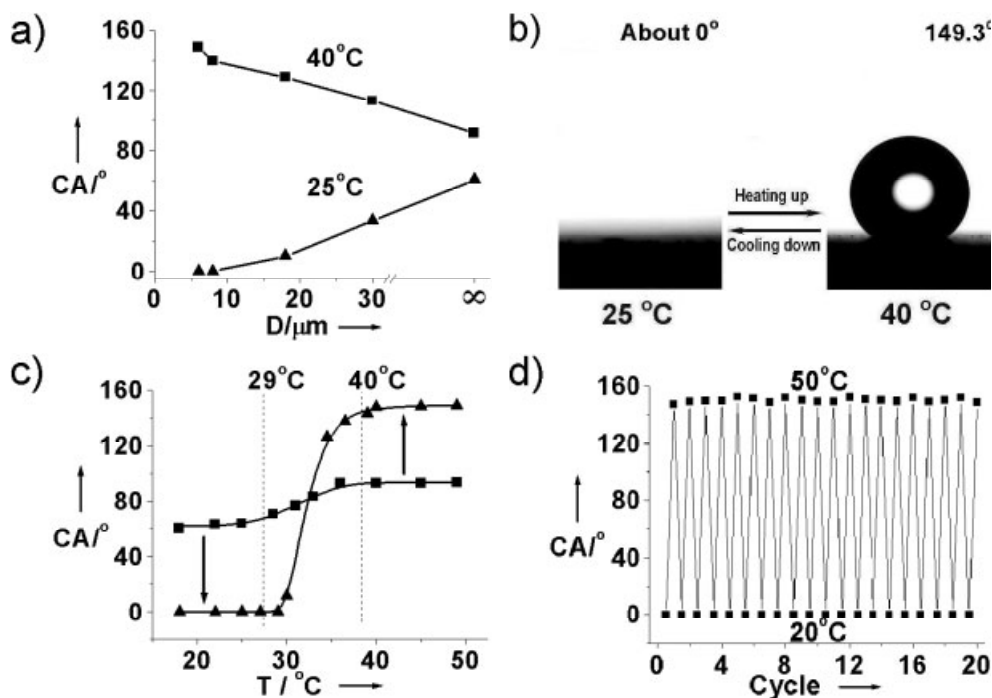 a)
160
120
80
40
0
CA/°
40°C
25°C
0
10
20
30
∞
D/μm
b)
About 0°
149.3°
Heating up
Cooling down
25 °C
40 °C
c)
160
120
80
40
0
CA/°
29°C
40°C
20
30
40
50
T / °C
d)
160
120
80
40
0
CA/°
50°C
20°C
0
4
8
12
16
20
Cycle